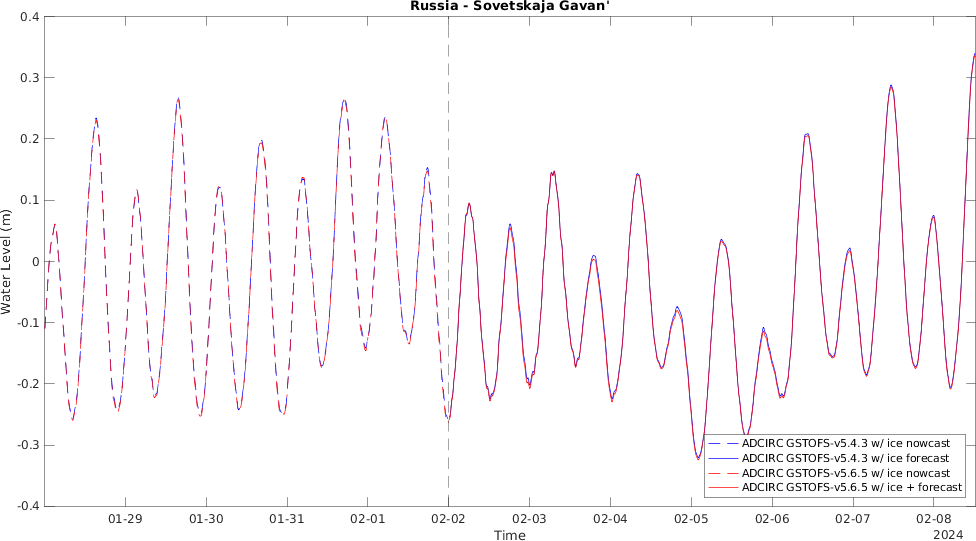 Russia - Sovetskaja Gavan'
Water Level (m)
0.4
0.3
0.2
0.1
0
-0.1
-0.2
-0.3
-0.4
ADCIRC GSTOFS-v5.4.3 w/ ice nowcast
ADCIRC GSTOFS-v5.4.3 w/ ice forecast
ADCIRC GSTOFS-v5.6.5 w/ ice nowcast
ADCIRC GSTOFS-v5.6.5 w/ ice + forecast
01-29 01-30 01-31 02-01 02-02 02-03 02-04 02-05 02-06 02-07 02-08
Time
2024